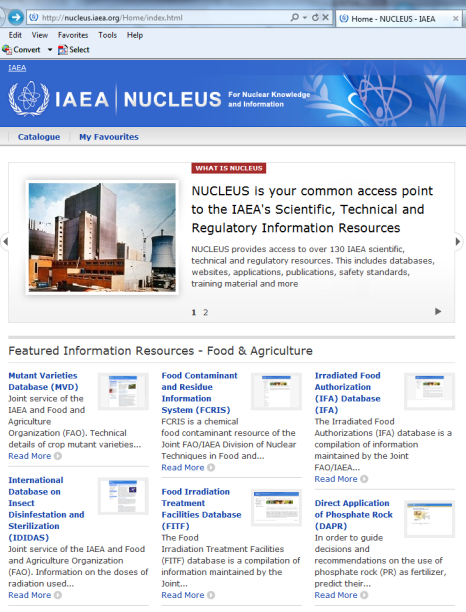 http://nucleus.iaea.org/Home/index.html
Home - NUCLEUS - IAEA
Edit View Favorites Tools Help
Convert Select
IAEA
IAEA NUCLEUS For Nuclear Knowledge
and Information
Catalogue My Favourites
WHAT IS NUCLEUS
NUCLEUS is your common access point
to the IAEA's Scientific, Technical and
Regulatory Information Resources
NUCLEUS provides access to over 130 IAEA scientific,
technical and regulatory resources. This includes databases,
websites, applications, publications, safety standards,
training material and more
1 2
Featured Information Resources - Food & Agriculture
Mutant Varieties
Database (MVD)
Joint service of the
IAEA and Food and
Agriculture
Organization (FAO). Technical
details of crop mutant varieties...
Read More
Food Contaminant
and Residue
Information
System (FCRIS)
FCRIS is a chemical
food contaminant resource of the
Joint FAO/IAEA Division of Nuclear
Techniques in Food and...
Read More
Irradiated Food
Authorization
(IFA) Database
(IFA)
The Irradiated Food
Authorizations (IFA) database is a
compilation of information
maintained by the Joint
FAO/IAEA...
Read More
International
Database on
Insect
Disinfestation and
Sterilization
(IDIDAS)
Joint service of the IAEA and Food
and Agriculture Organization
(FAO). Information on the doses of
radiation used...
Read More
Food Irradiation
Treatment
Facilities Database
(FITF)
The Food
Irradiation Treatment Facilities
(FITF) database is a compilation of
information maintained by the
Joint...
Read More
Direct Application
of Phosphate Rock
(DAPR)
In order to guide
decisions and
recommendations on the use of
phosphate rock (PR) as fertilizer,
predict their...
Read More